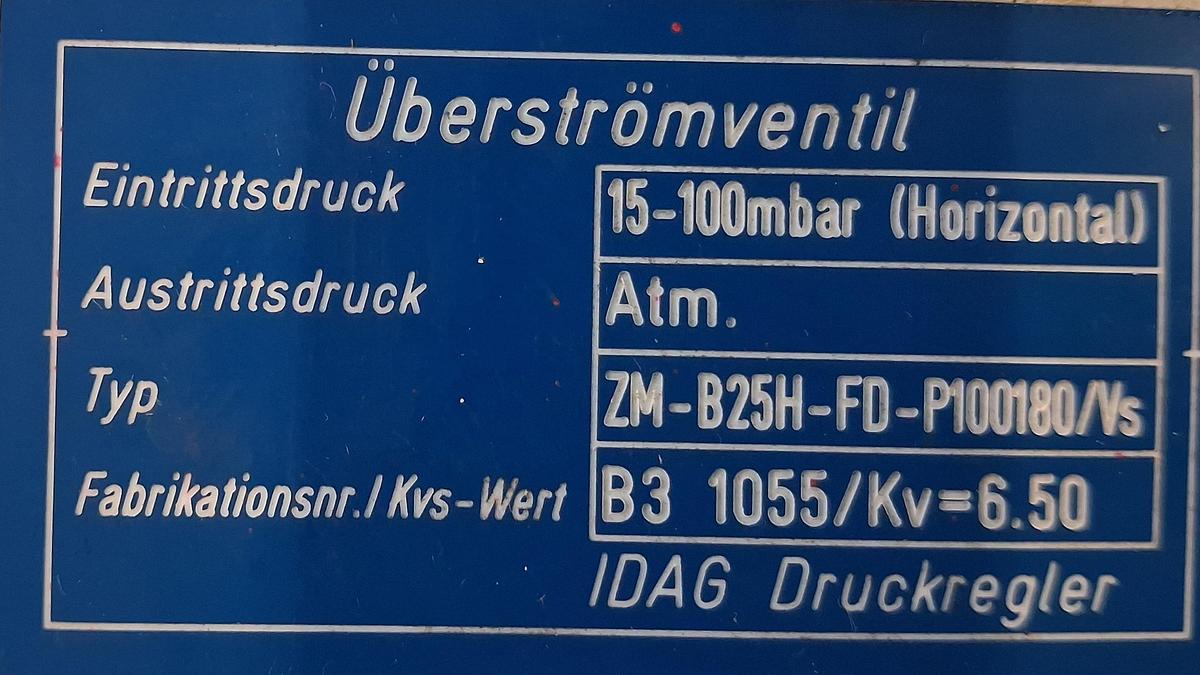 Überströmventil
Eintrittsdruck 15-100mbar (Horizontal)
Austrittsdruck Atm.
Typ ZM-B25H-FD-P100180/Vs
Fabrikationsnr./Kvs-Wert B3 1055/Kv=6.50
IDAG Druckregler